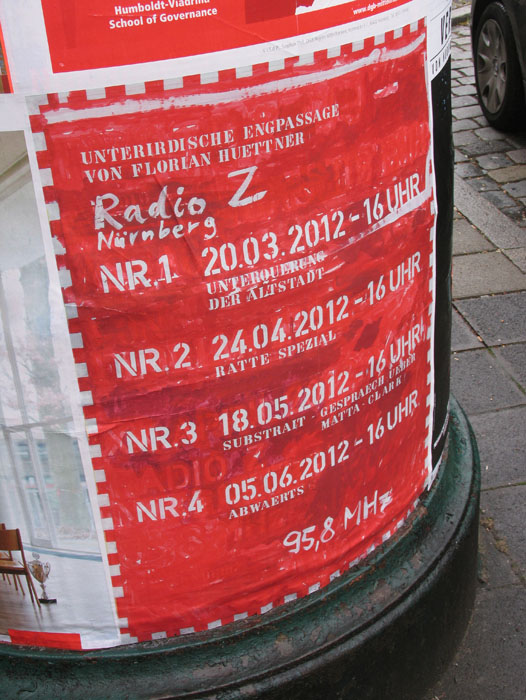 Humboldt-Viadrina
School of Governance
UNTERIRDISCHE ENGPASSAGE
VON FLORIAN HUETTNER
Radio Z
Nürnberg
NR.1 20.03.2012-16 UHR
UNTERQUERUNG
DER ALTSTADT
NR.2 24.04.2012-16 UHR
RATTE SPEZIAL
NR.3 18.05.2012-16 UHR
SUBSTRAIT-GESPRAECH UEBER
MATTA-CLARK
NR.4 05.06.2012-16 UHR
ABWAERTS
95,8 MHz